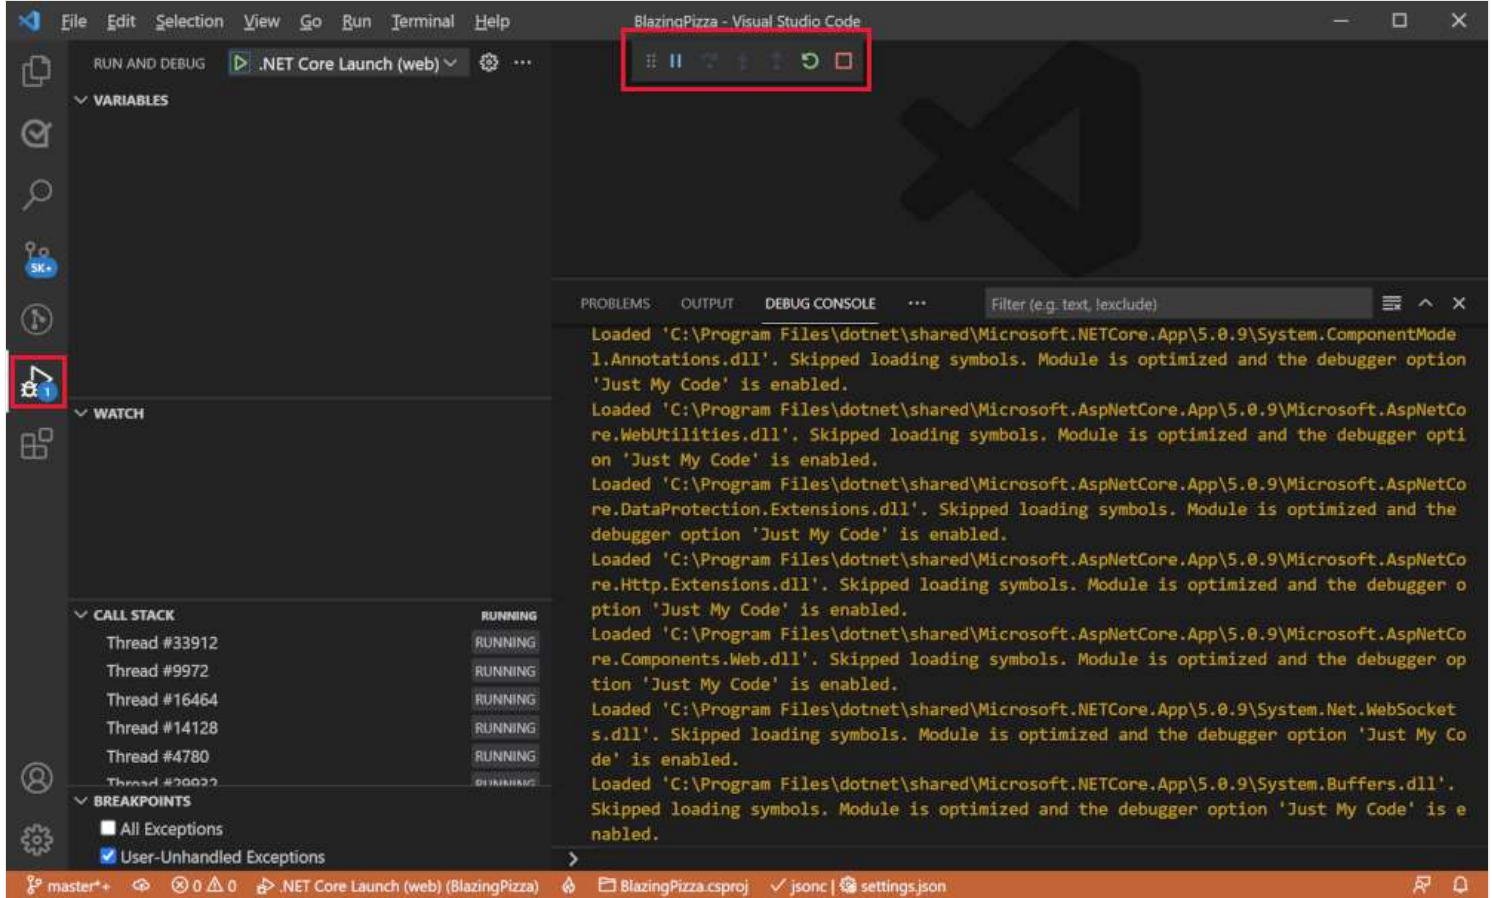 File Edit Selection View Go Run Terminal Help
BlazingPizza - Visual Studio Code
RUN AND DEBUG .NET Core Launch (web)
VARIABLES
5K+
1
WATCH
CALL STACK RUNNING
Thread #33912 RUNNING
Thread #9972 RUNNING
Thread #16464 RUNNING
Thread #14128 RUNNING
Thread #4780 RUNNING
Thread #29932 RUNNING
BREAKPOINTS
All Exceptions
User-Unhandled Exceptions
PROBLEMS OUTPUT DEBUG CONSOLE ··· Filter (e.g. text, !exclude)
Loaded 'C:\Program Files\dotnet\shared\Microsoft.NETCore.App\5.0.9\System.ComponentMode
l.Annotations.dll'. Skipped loading symbols. Module is optimized and the debugger option
'Just My Code' is enabled.
Loaded 'C:\Program Files\dotnet\shared\Microsoft.AspNetCore.App\5.0.9\Microsoft.AspNetCo
re.WebUtilities.dll'. Skipped loading symbols. Module is optimized and the debugger opti
on 'Just My Code' is enabled.
Loaded 'C:\Program Files\dotnet\shared\Microsoft.AspNetCore.App\5.0.9\Microsoft.AspNetCo
re.DataProtection.Extensions.dll'. Skipped loading symbols. Module is optimized and the
debugger option 'Just My Code' is enabled.
Loaded 'C:\Program Files\dotnet\shared\Microsoft.AspNetCore.App\5.0.9\Microsoft.AspNetCo
re.Http.Extensions.dll'. Skipped loading symbols. Module is optimized and the debugger o
ption 'Just My Code' is enabled.
Loaded 'C:\Program Files\dotnet\shared\Microsoft.AspNetCore.App\5.0.9\Microsoft.AspNetCo
re.Components.Web.dll'. Skipped loading symbols. Module is optimized and the debugger op
tion 'Just My Code' is enabled.
Loaded 'C:\Program Files\dotnet\shared\Microsoft.NETCore.App\5.0.9\System.Net.WebSocket
s.dll'. Skipped loading symbols. Module is optimized and the debugger option 'Just My Co
de' is enabled.
Loaded 'C:\Program Files\dotnet\shared\Microsoft.NETCore.App\5.0.9\System.Buffers.dll'.
Skipped loading symbols. Module is optimized and the debugger option 'Just My Code' is e
nabled.
>
master*+ 0 0 .NET Core Launch (web) (BlazingPizza) BlazingPizza.csproj jsonc | settings.json